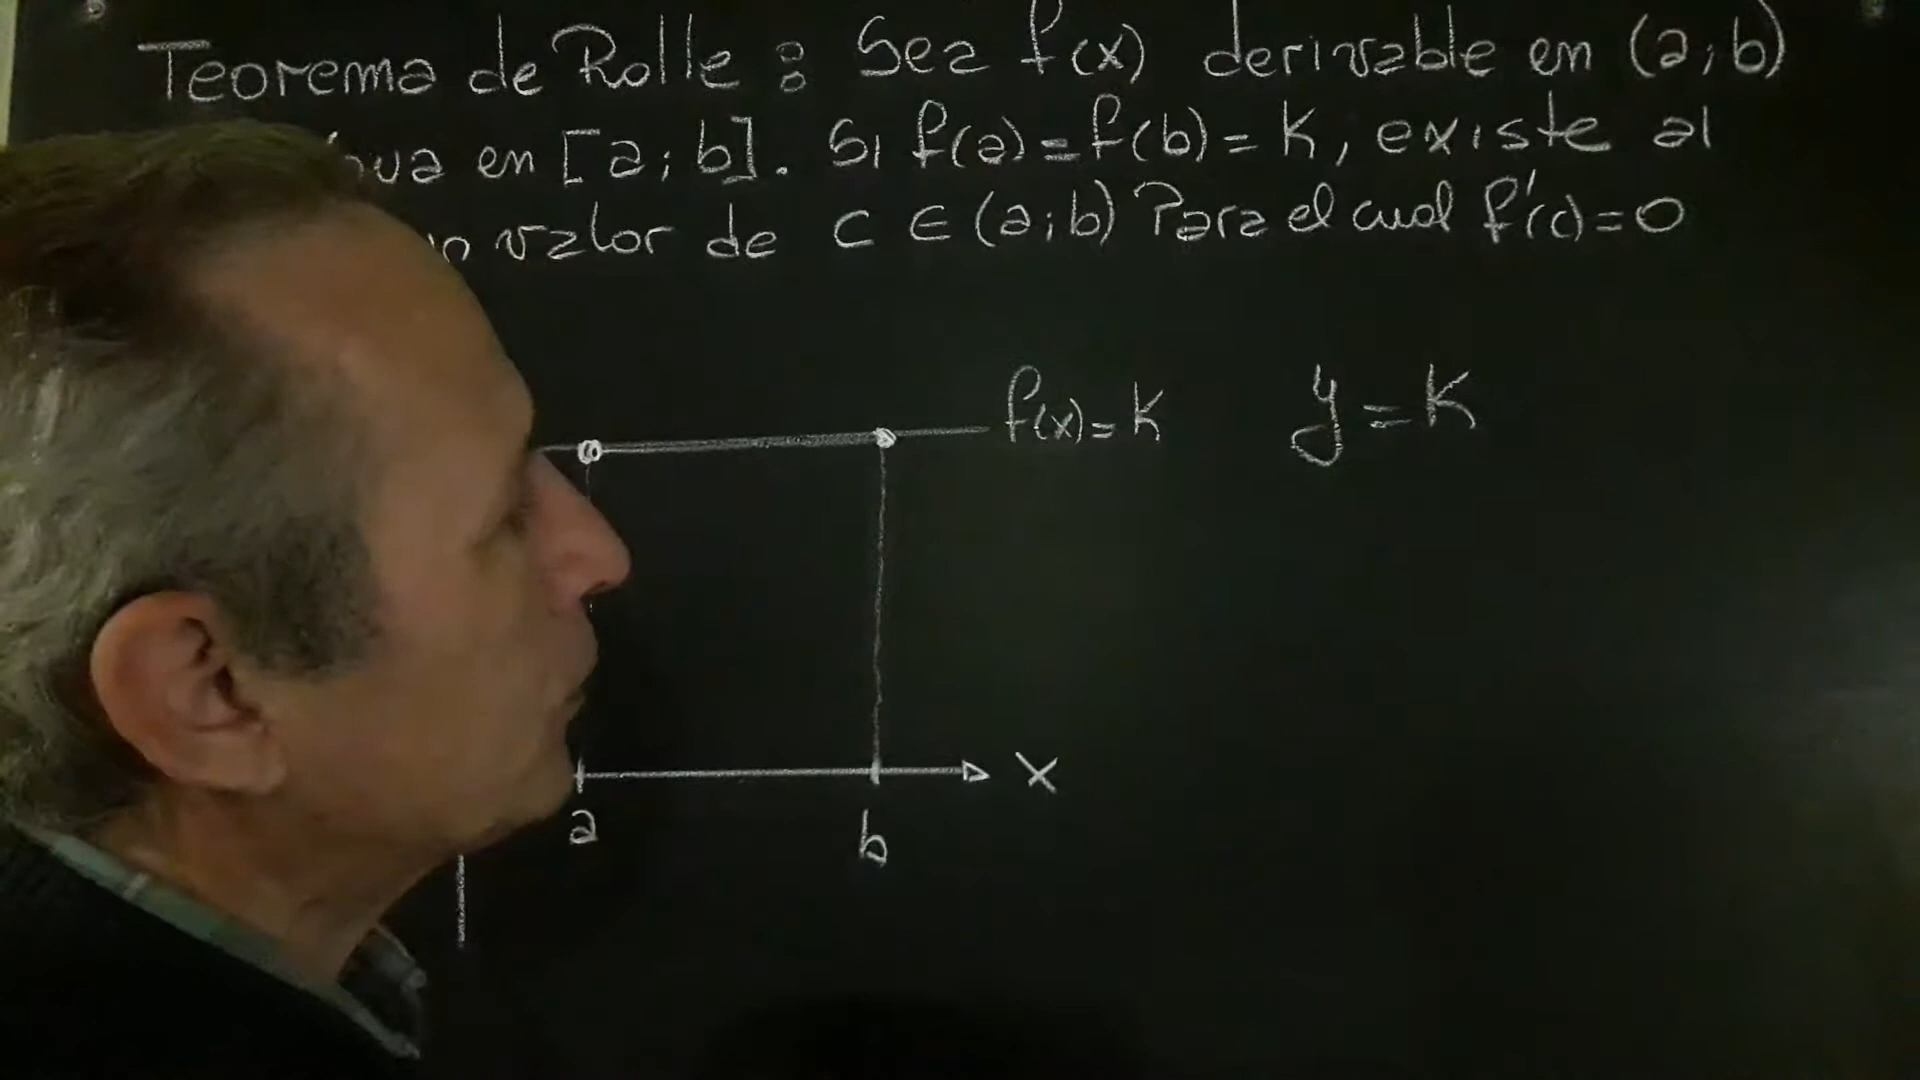 Teorema de Rolle : Sea f(x) derivable en (a;b)
en [a;b]. Si f(a)=f(b)=K, existe al
valor de c ∈ (a;b) Para el cual f'(c)=0
f(x)=K y=K
x
a b